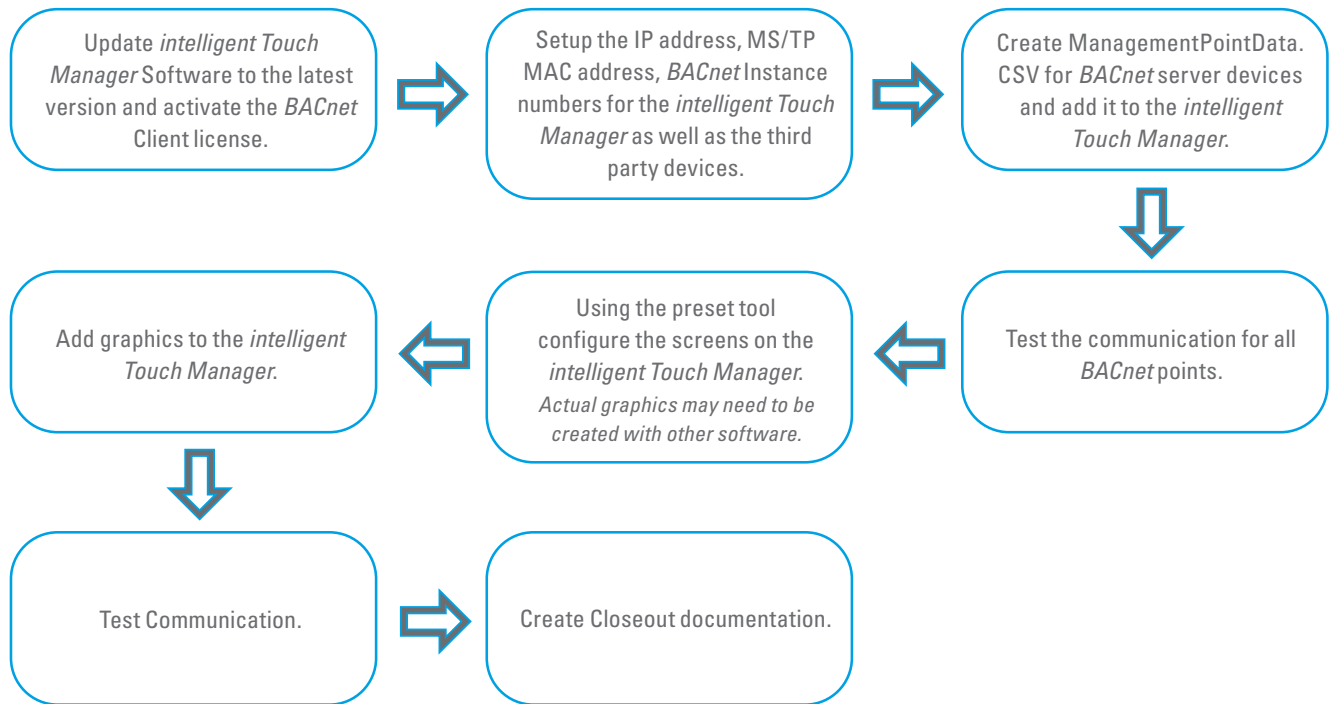 Update intelligent Touch
Manager Software to the latest
version and activate the BACnet
Client license.
Setup the IP address, MS/TP
MAC address, BACnet Instance
numbers for the intelligent Touch
Manager as well as the third
party devices.
Create ManagementPointData.
CSV for BACnet server devices
and add it to the intelligent
Touch Manager.
Test the communication for all
BACnet points.
Using the preset tool
configure the screens on the
intelligent Touch Manager.
Actual graphics may need to be
created with other software.
Add graphics to the intelligent
Touch Manager.
Test Communication.
Create Closeout documentation.